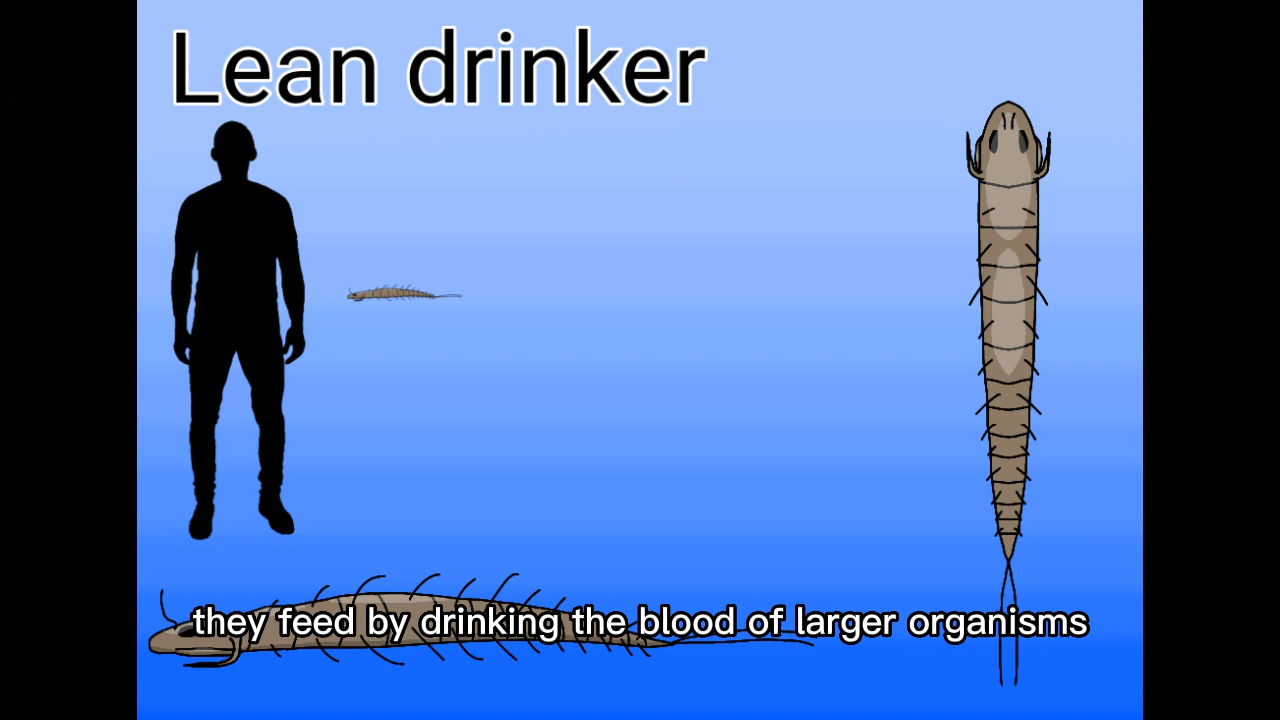 Lean drinker
they feed by drinking the blood of larger organisms